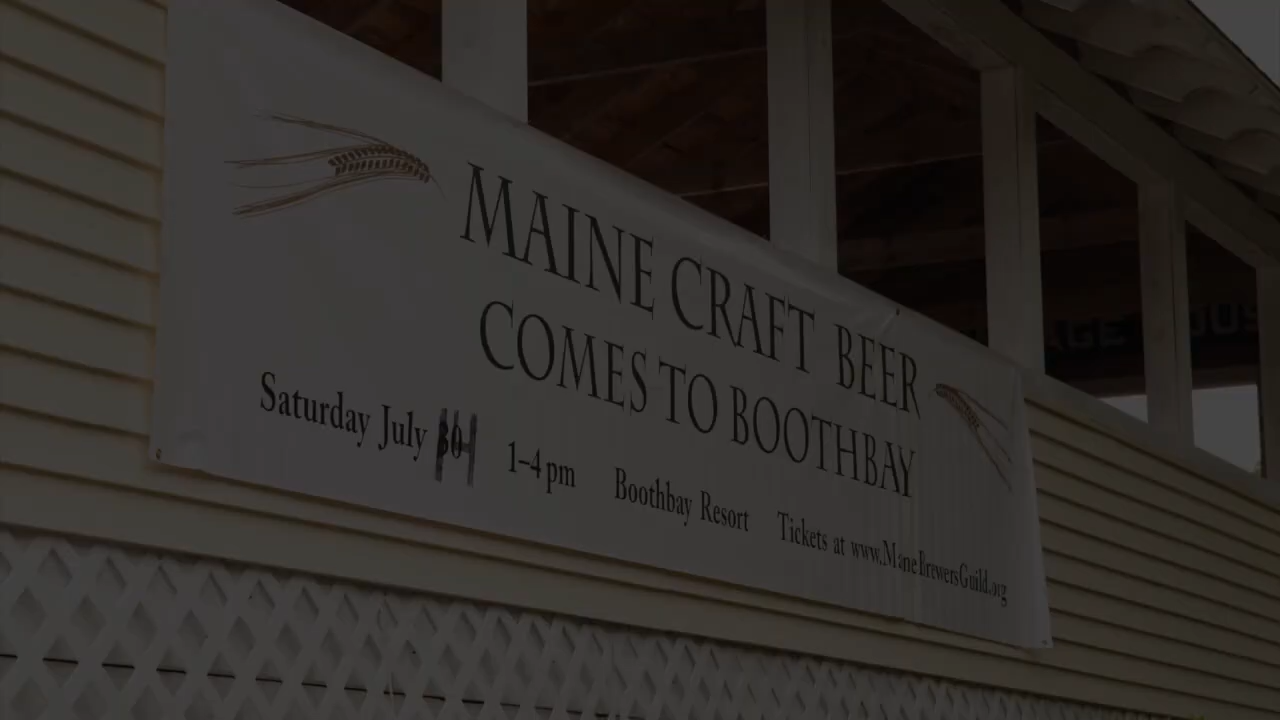 MAINE CRAFT BEER
COMES TO BOOTHBAY
Saturday July 1–4 pm Boothbay Resort Tickets at www.MaineBrewersGuild.org